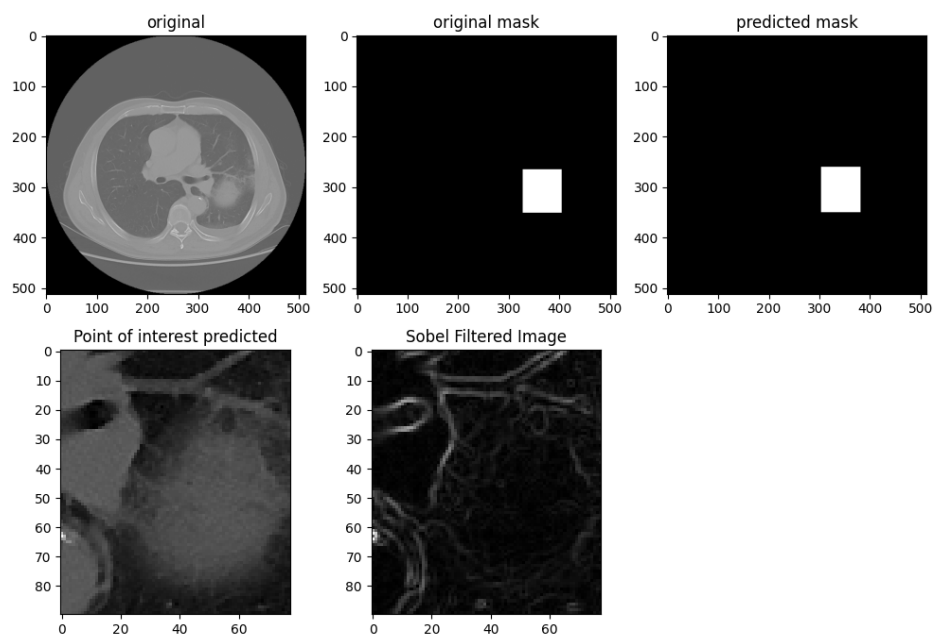 original original mask predicted mask
0 0 0
100 100 100
200 200 200
300 300 300
400 400 400
500 500 500
0 100 200 300 400 500 0 100 200 300 400 500 0 100 200 300 400 500
Point of interest predicted Sobel Filtered Image
0 0
10 10
20 20
30 30
40 40
50 50
60 60
70 70
80 80
0 20 40 60 0 20 40 60